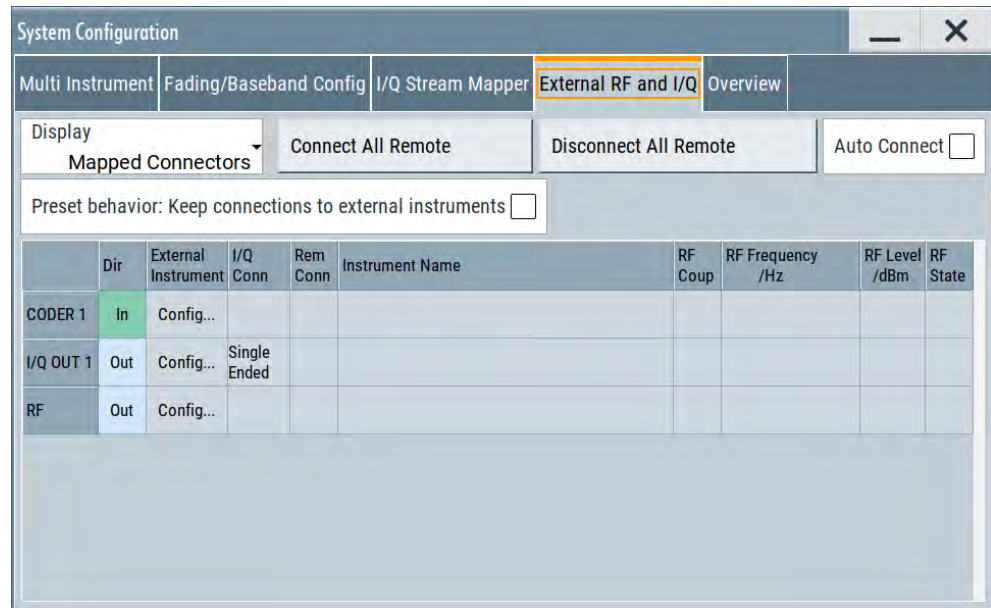 System Configuration
Multi Instrument Fading/Baseband Config I/Q Stream Mapper External RF and I/Q Overview
Display
Mapped Connectors
Connect All Remote Disconnect All Remote Auto Connect
Preset behavior: Keep connections to external instruments
Dir External Instrument I/Q Conn Rem Conn Instrument Name RF Coup RF Frequency /Hz RF Level /dBm RF State
CODER 1 In Config...
I/Q OUT 1 Out Config... Single Ended
RF Out Config...